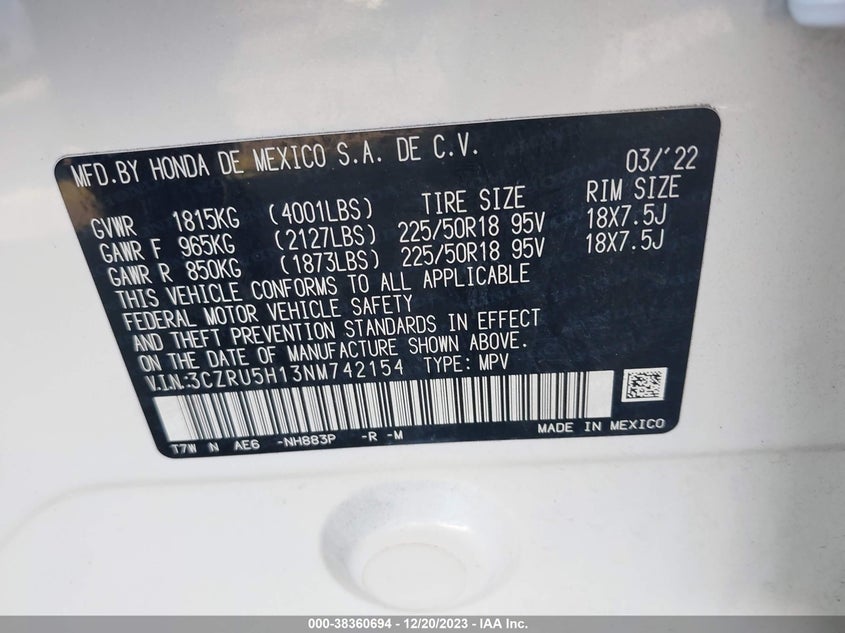 MFD.BY HONDA DE MEXICO S.A. DE C.V. 03/'22
GVWR 1815KG (4001LBS) TIRE SIZE RIM SIZE
GAWR F 965KG (2127LBS) 225/50R18 95V 18X7.5J
GAWR R 850KG (1873LBS) 225/50R18 95V 18X7.5J
THIS VEHICLE CONFORMS TO ALL APPLICABLE
FEDERAL MOTOR VEHICLE SAFETY
AND THEFT PREVENTION STANDARDS IN EFFECT
ON THE DATE OF MANUFACTURE SHOWN ABOVE.
V.I.N:3CZRU5H13NM742154 TYPE: MPV
T7W N AE6 -NH883P -R -M MADE IN MEXICO
000-38360694 - 12/20/2023 - IAA Inc.